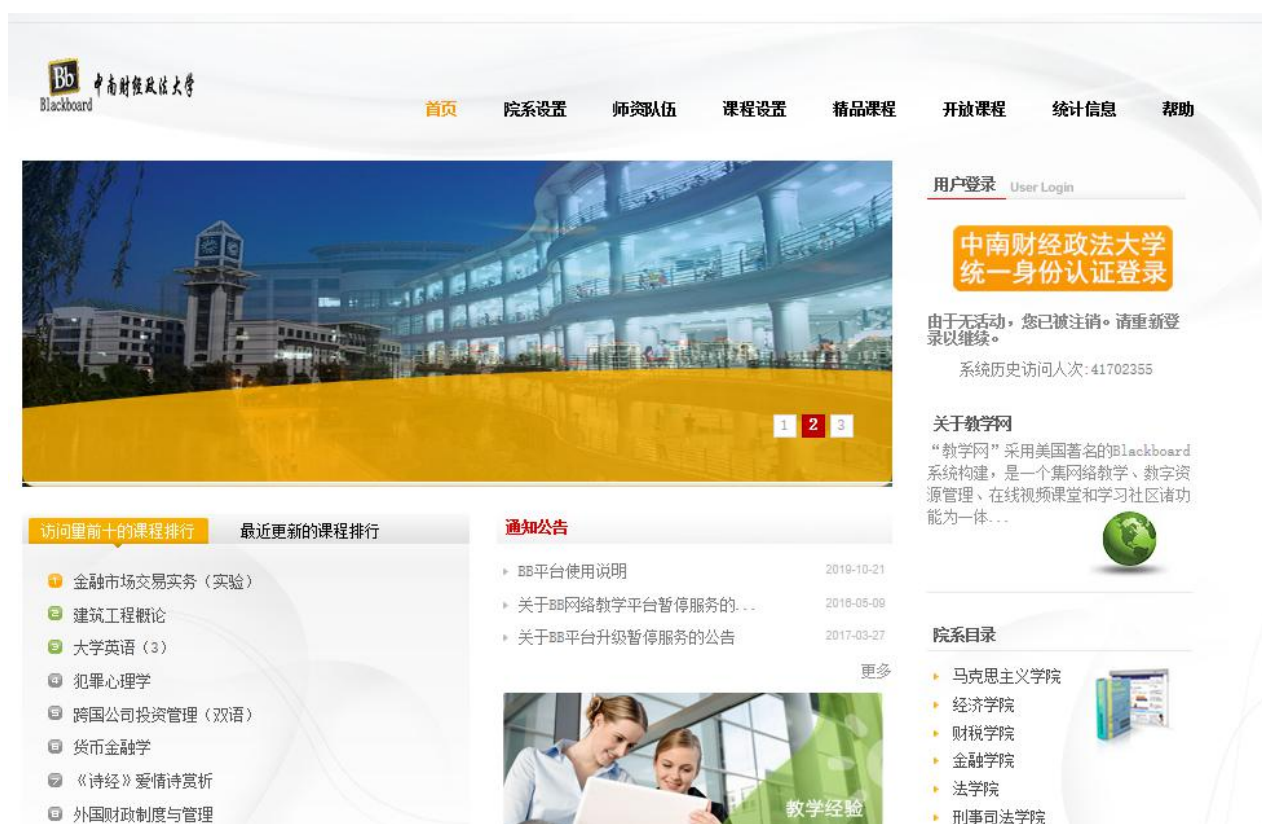 Bb
Blackboard
中南财经政法大学
首页 院系设置 师资队伍 课程设置 精品课程 开放课程 统计信息 帮助
1 2 3
用户登录 User Login
中南财经政法大学
统一身份认证登录
由于无活动，您已被注销。请重新登
录以继续。
系统历史访问人次:41702355
关于教学网
“教学网”采用美国著名的Blackboard
系统构建，是一个集网络教学、数字资
源管理、在线视频课堂和学习社区诸功
能为一体...
访问量前十的课程排行 最近更新的课程排行
1 金融市场交易实务（实验）
2 建筑工程概论
3 大学英语（3）
4 犯罪心理学
5 跨国公司投资管理（双语）
6 货币金融学
7 《诗经》爱情诗赏析
8 外国财政制度与管理
通知公告
BB平台使用说明 2019-10-21
关于BB网络教学平台暂停服务的... 2016-05-09
关于BB平台升级暂停服务的公告 2017-03-27
更多
教学经验
院系目录
马克思主义学院
经济学院
财税学院
金融学院
法学院
刑事司法学院